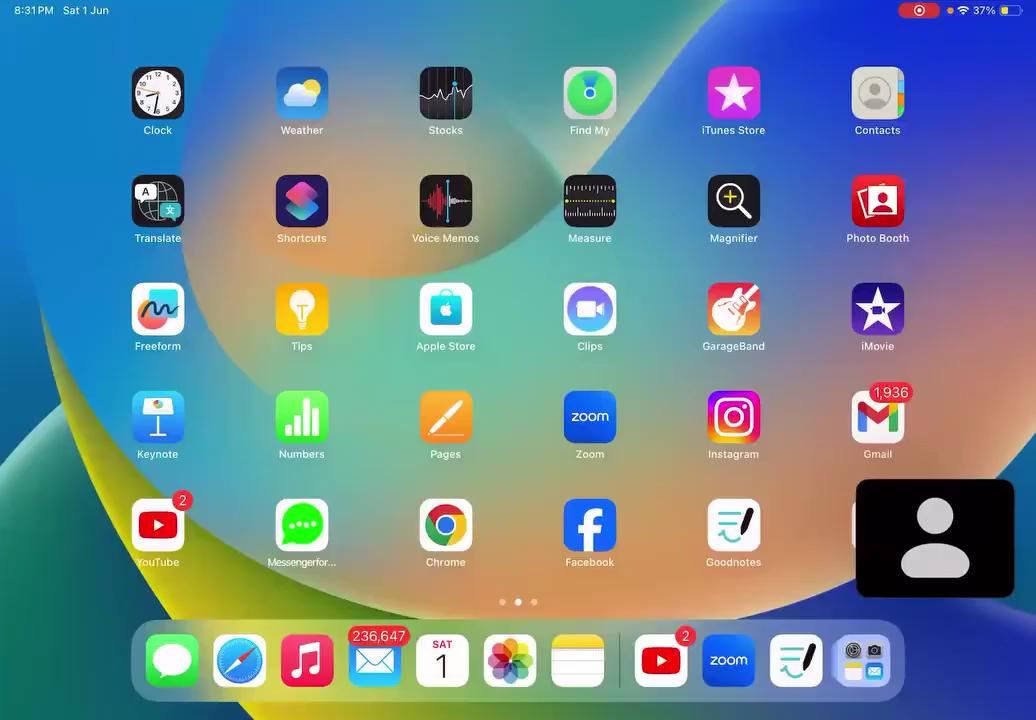 8:31 PM Sat 1 Jun
37%
Clock
Weather
Stocks
Find My
iTunes Store
Contacts
Translate
Shortcuts
Voice Memos
Measure
Magnifier
Photo Booth
Freeform
Tips
Apple Store
Clips
GarageBand
iMovie
1,936
Keynote
Numbers
Pages
zoom
Zoom
Instagram
Gmail
2
YouTube
Messengerfor...
Chrome
Facebook
Goodnotes
236,647
SAT
1
2
zoom